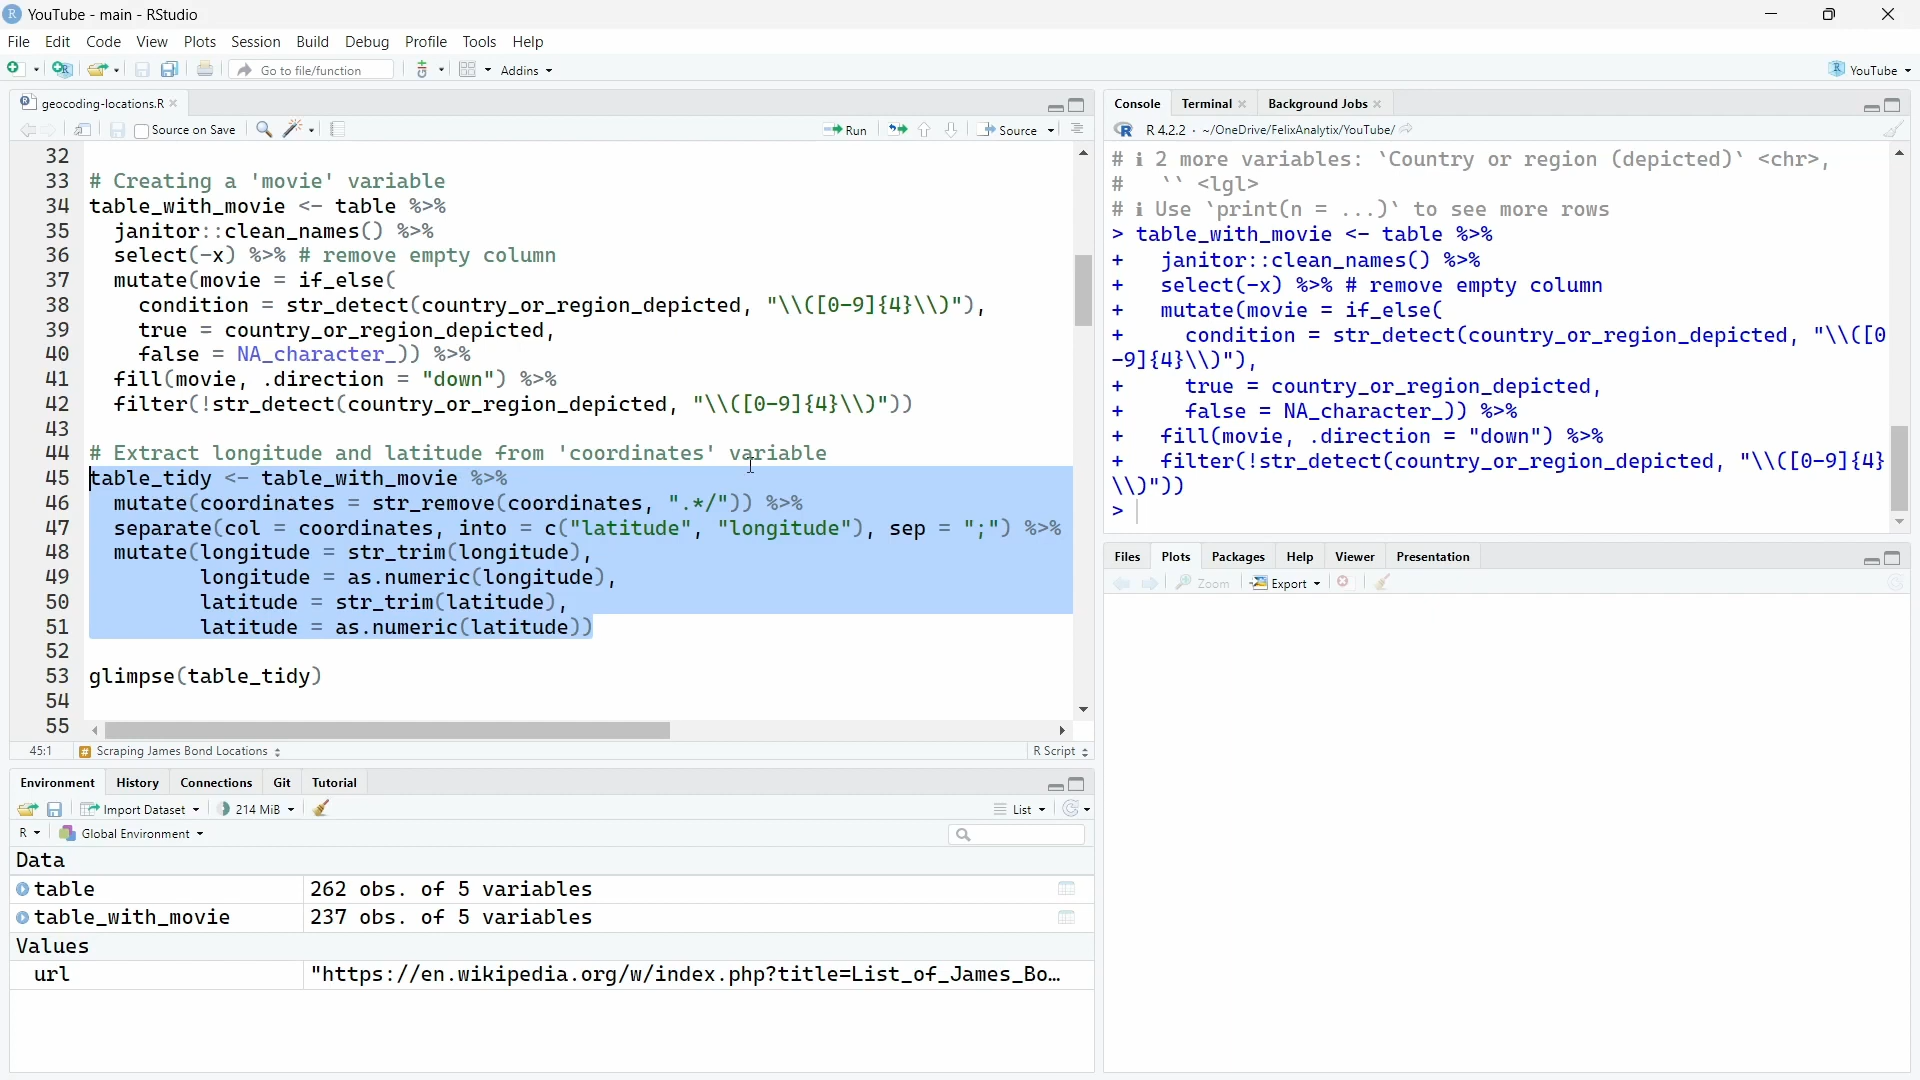 YouTube - main - RStudio
File Edit Code View Plots Session Build Debug Profile Tools Help
Go to file/function Addins YouTube
geocoding-locations.R
Source on Save Run Source
32
33 # Creating a 'movie' variable
34 table_with_movie <- table %>%
35 janitor::clean_names() %>%
36 select(-x) %>% # remove empty column
37 mutate(movie = if_else(
38 condition = str_detect(country_or_region_depicted, "\\([0-9]{4}\\)"),
39 true = country_or_region_depicted,
40 false = NA_character_)) %>%
41 fill(movie, .direction = "down") %>%
42 filter(!str_detect(country_or_region_depicted, "\\([0-9]{4}\\)"))
43
44 # Extract longitude and latitude from 'coordinates' variable
45 table_tidy <- table_with_movie %>%
46 mutate(coordinates = str_remove(coordinates, ".*/")) %>%
47 separate(col = coordinates, into = c("latitude", "longitude"), sep = ";") %>%
48 mutate(longitude = str_trim(longitude),
49 longitude = as.numeric(longitude),
50 latitude = str_trim(latitude),
51 latitude = as.numeric(latitude))
52
53 glimpse(table_tidy)
54
55
45:1 # Scraping James Bond Locations R Script
Environment History Connections Git Tutorial
Import Dataset 214 MiB List
R Global Environment
Data
table 262 obs. of 5 variables
table_with_movie 237 obs. of 5 variables
Values
url "https://en.wikipedia.org/w/index.php?title=List_of_James_Bo…
Console Terminal Background Jobs
R 4.2.2 · ~/OneDrive/FelixAnalytix/YouTube/
# i 2 more variables: `Country or region (depicted)` <chr>,
# `` <lgl>
# i Use `print(n = ...)` to see more rows
> table_with_movie <- table %>%
+ janitor::clean_names() %>%
+ select(-x) %>% # remove empty column
+ mutate(movie = if_else(
+ condition = str_detect(country_or_region_depicted, "\\([0
-9]{4}\\)"),
+ true = country_or_region_depicted,
+ false = NA_character_)) %>%
+ fill(movie, .direction = "down") %>%
+ filter(!str_detect(country_or_region_depicted, "\\([0-9]{4}
\\)"))
>
Files Plots Packages Help Viewer Presentation
Zoom Export